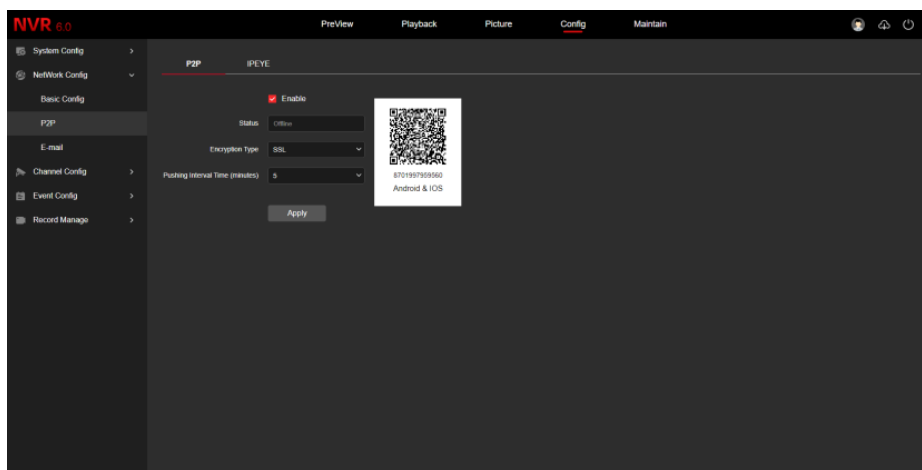 NVR 6.0
PreView Playback Picture Config Maintain
System Config
NetWork Config
Basic Config
P2P
E-mail
Channel Config
Event Config
Record Manage
P2P IPEYE
Enable
Status Offline
Encryption Type SSL
Pushing Interval Time (minutes) 5
Apply
8701997959560
Android & IOS